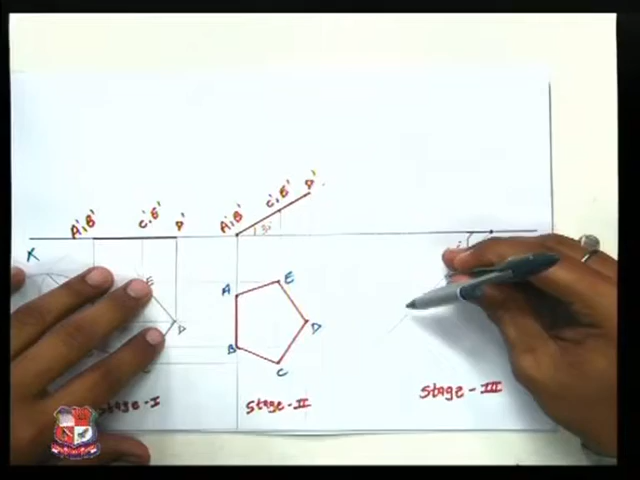 A',B' C',E' D'
A',B' C',E' D'
X
E
D
A E
B D
C
Stage-I
Stage-II
Stage-III